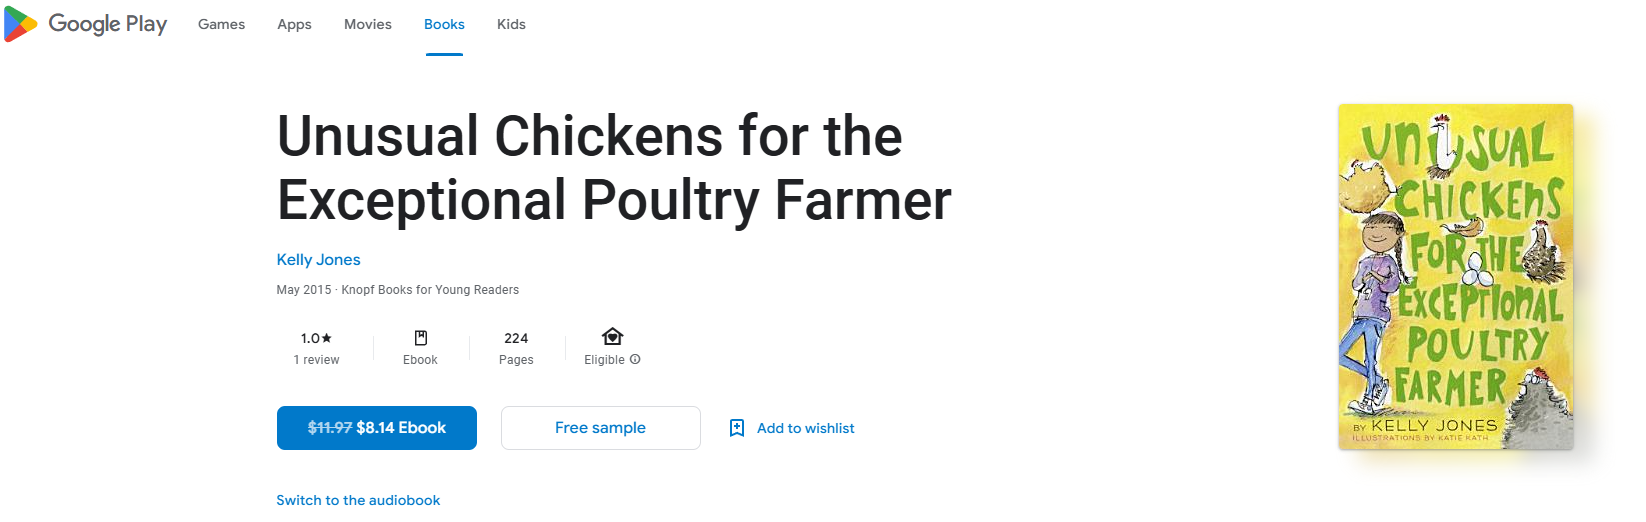 Google Play Games Apps Movies Books Kids
Unusual Chickens for the
Exceptional Poultry Farmer
Kelly Jones
May 2015 · Knopf Books for Young Readers
1.0★ 224
1 review Ebook Pages Eligible
$11.97 $8.14 Ebook Free sample Add to wishlist
Switch to the audiobook
UNUSUAL
CHICKENS
FOR THE
EXCEPTIONAL
POULTRY
FARMER
BY KELLY JONES
ILLUSTRATIONS BY KATIE KATH